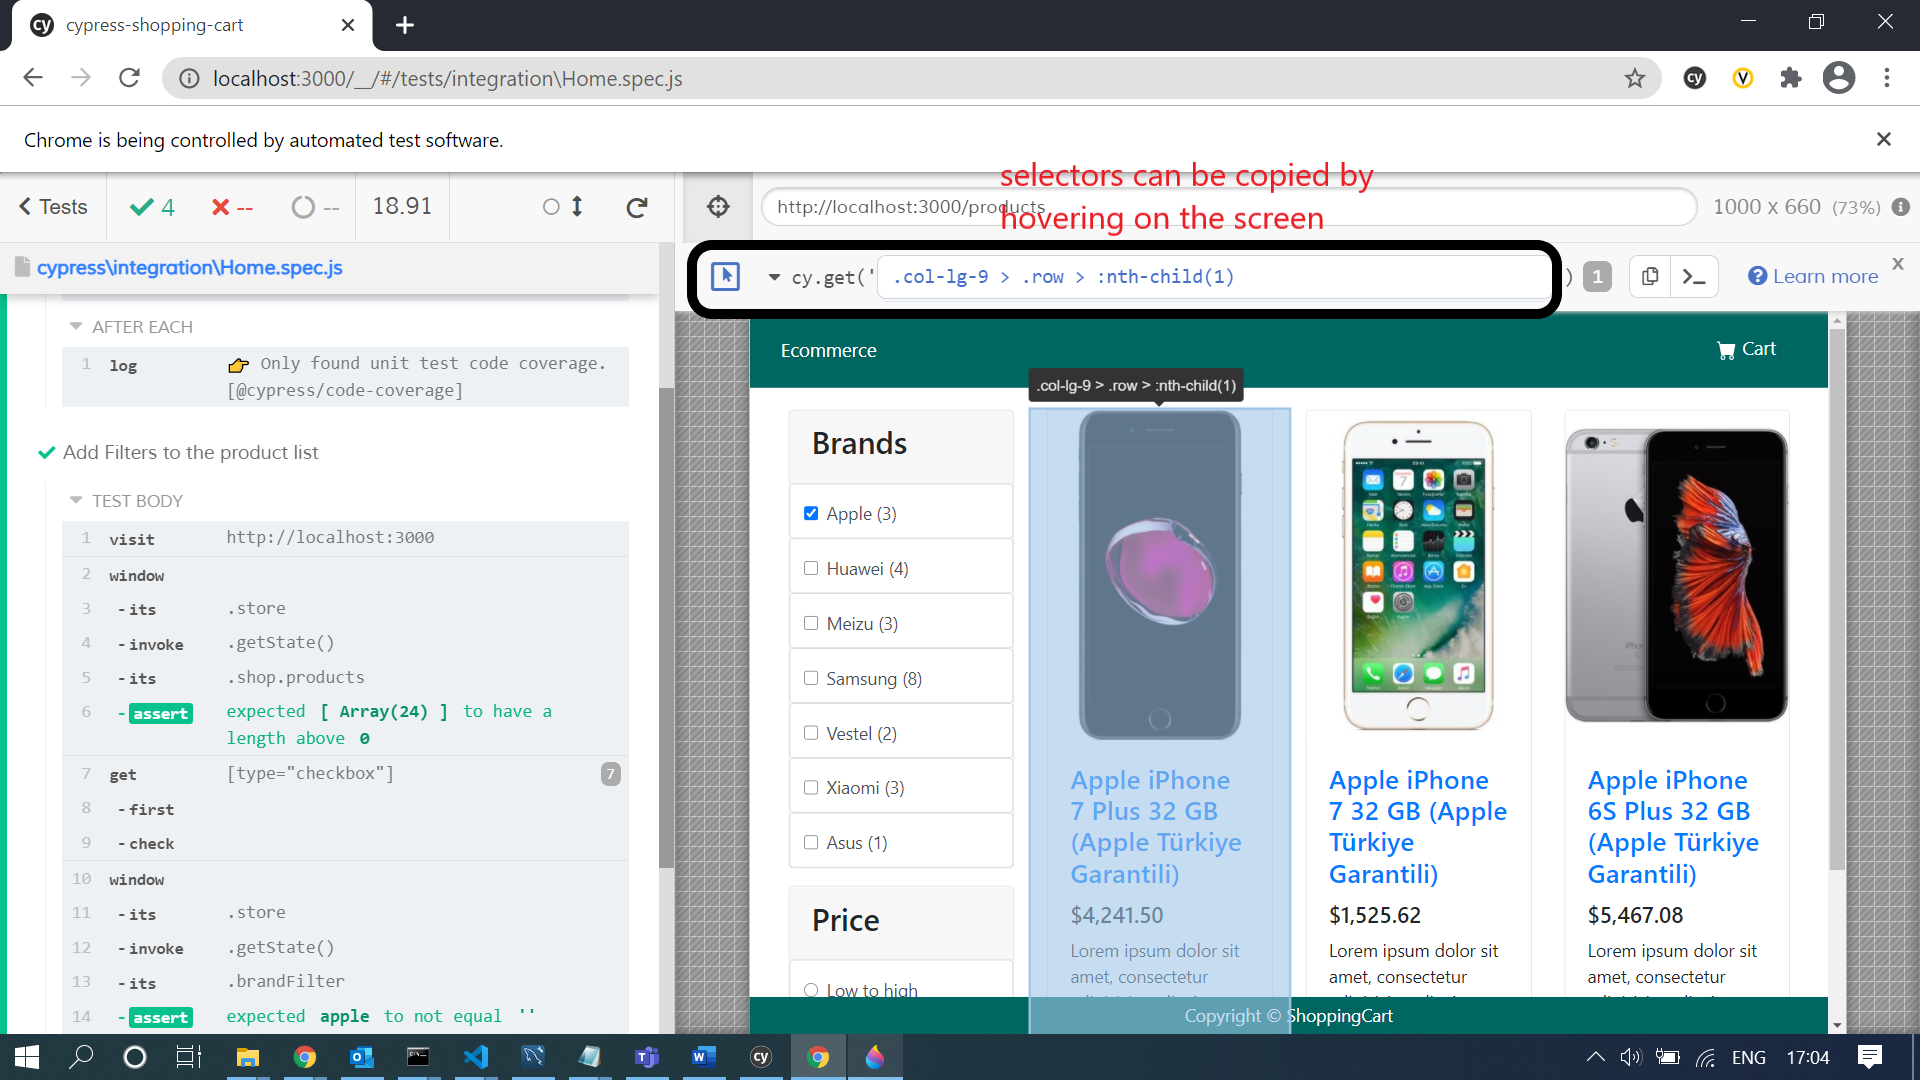 cypress-shopping-cart
localhost:3000/__/#/tests/integration\Home.spec.js
Chrome is being controlled by automated test software.
selectors can be copied by
hovering on the screen
Tests
4
--
--
18.91
http://localhost:3000/products
1000 x 660 (73%)
cypress\integration\Home.spec.js
cy.get('
.col-lg-9 > .row > :nth-child(1)
)
1
Learn more
x
AFTER EACH
1 log 👉 Only found unit test code coverage.
[@cypress/code-coverage]
Add Filters to the product list
TEST BODY
1 visit http://localhost:3000
2 window
3 - its .store
4 - invoke .getState()
5 - its .shop.products
6 - assert expected [ Array(24) ] to have a
length above 0
7 get [type="checkbox"] 7
8 - first
9 - check
10 window
11 - its .store
12 - invoke .getState()
13 - its .brandFilter
14 - assert expected apple to not equal ''
Ecommerce
Cart
.col-lg-9 > .row > :nth-child(1)
Brands
Apple (3)
Huawei (4)
Meizu (3)
Samsung (8)
Vestel (2)
Xiaomi (3)
Asus (1)
Price
Low to high
Apple iPhone
7 Plus 32 GB
(Apple Türkiye
Garantili)
$4,241.50
Lorem ipsum dolor sit
amet, consectetur
Apple iPhone
7 32 GB (Apple
Türkiye
Garantili)
$1,525.62
Lorem ipsum dolor sit
amet, consectetur
Apple iPhone
6S Plus 32 GB
(Apple Türkiye
Garantili)
$5,467.08
Lorem ipsum dolor sit
amet, consectetur
Copyright © ShoppingCart
ENG
17:04